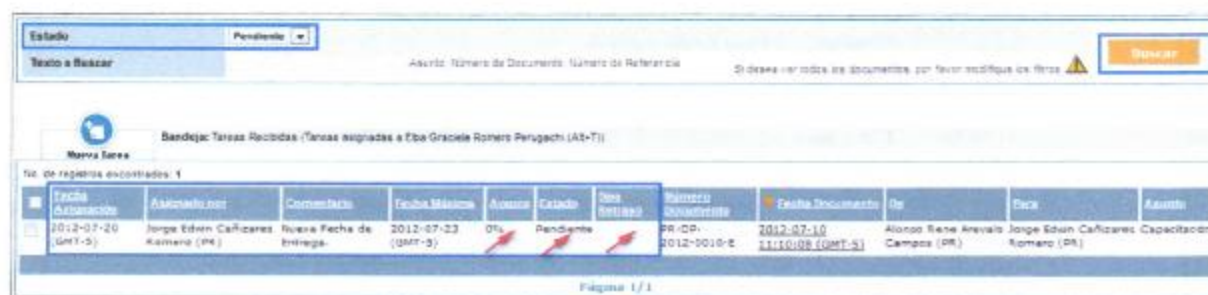 Estado Pendiente
Texto a Buscar Asunto Número de Documento Número de Referencia Si desea ver todos los documentos, por favor modifique los filtros Buscar
Nueva Tarea
Bandeja: Tareas Recibidas (Tareas asignadas a Elba Graciela Romero Perugachi (Alt+T))
No. de registros encontrados: 1
Fecha Asignación Asignado por Comentario Fecha Máxima Avance Estado Días Retraso Número Documento Fecha Documento De Para Asunto
2012-07-20 Jorge Edwin Cañizares Nueva Fecha de 2012-07-23 0% Pendiente PR-DP- 2012-07-10 Alonso Rene Arevalo Jorge Edwin Cañizares Capacitación
(GMT-5) Romero (PR) Entrega. (GMT-5) 2012-0010-E 11:10:08 (GMT-5) Campos (PR) Romero (PR)
Página 1/1